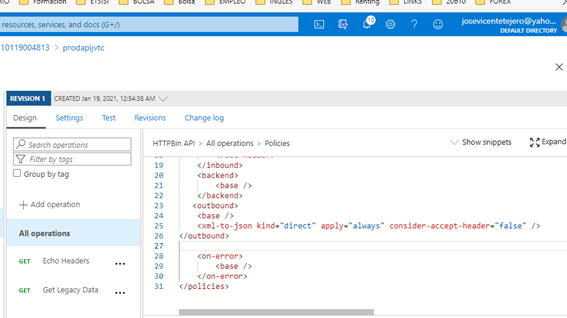 Formación ETSISI BOLSA Bolsa EMPLEO INGLES WEB Renting LINKS FOREX
resources, services, and docs (G+/)
10
josevicentetejero@yaho...
DEFAULT DIRECTORY
10119004813 > prodapijvtc
REVISION 1 CREATED Jan 19, 2021, 12:54:38 AM
Design Settings Test Revisions Change log
Search operations
Filter by tags
Group by tag
+ Add operation
All operations
GET Echo Headers ...
GET Get Legacy Data ...
HTTPBin API > All operations > Policies
Show snippets Expand
19 </inbound>
20 <backend>
21 <base />
22 </backend>
23 <outbound>
24 <base />
25 <xml-to-json kind="direct" apply="always" consider-accept-header="false" />
26 </outbound>
27
28 <on-error>
29 <base />
30 </on-error>
31 </policies>